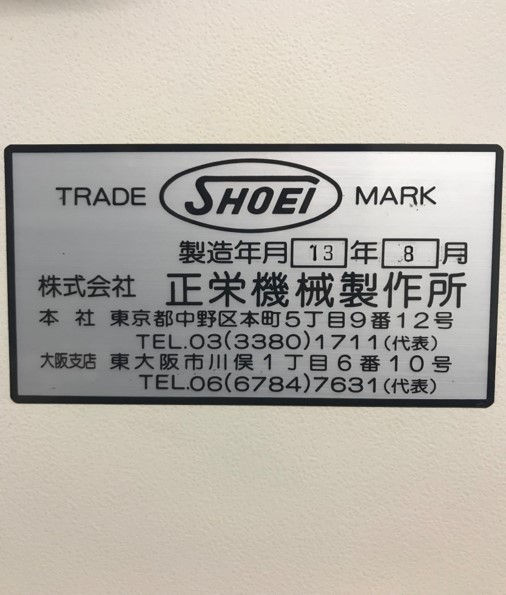 TRADE SHOEI MARK
製造年月 13 年 8 月
株式会社 正栄機械製作所
本社 東京都中野区本町5丁目9番12号
TEL.03(3380)1711(代表)
大阪支店 東大阪市川俣1丁目6番10号
TEL.06(6784)7631(代表)